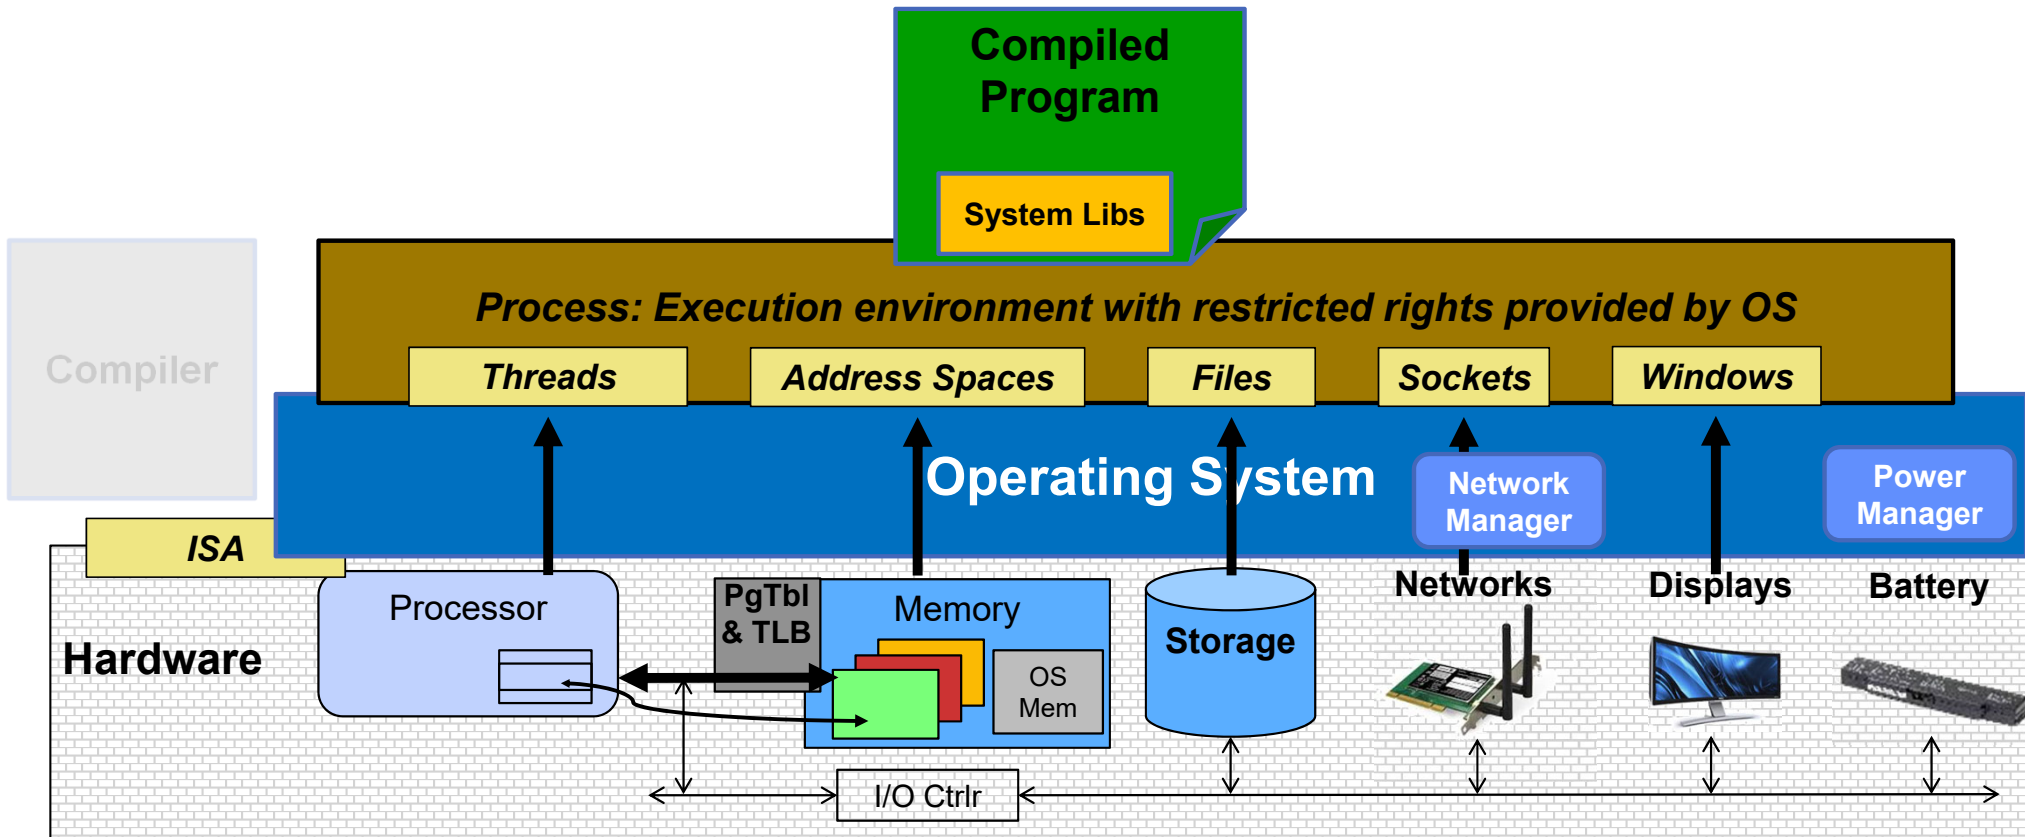 Compiled
Program
System Libs
Compiler
Process: Execution environment with restricted rights provided by OS
Threads
Address Spaces
Files
Sockets
Windows
Operating System
Network
Manager
Power
Manager
ISA
Hardware
Processor
PgTbl
& TLB
Memory
OS
Mem
Storage
Networks
Displays
Battery
I/O Ctrlr